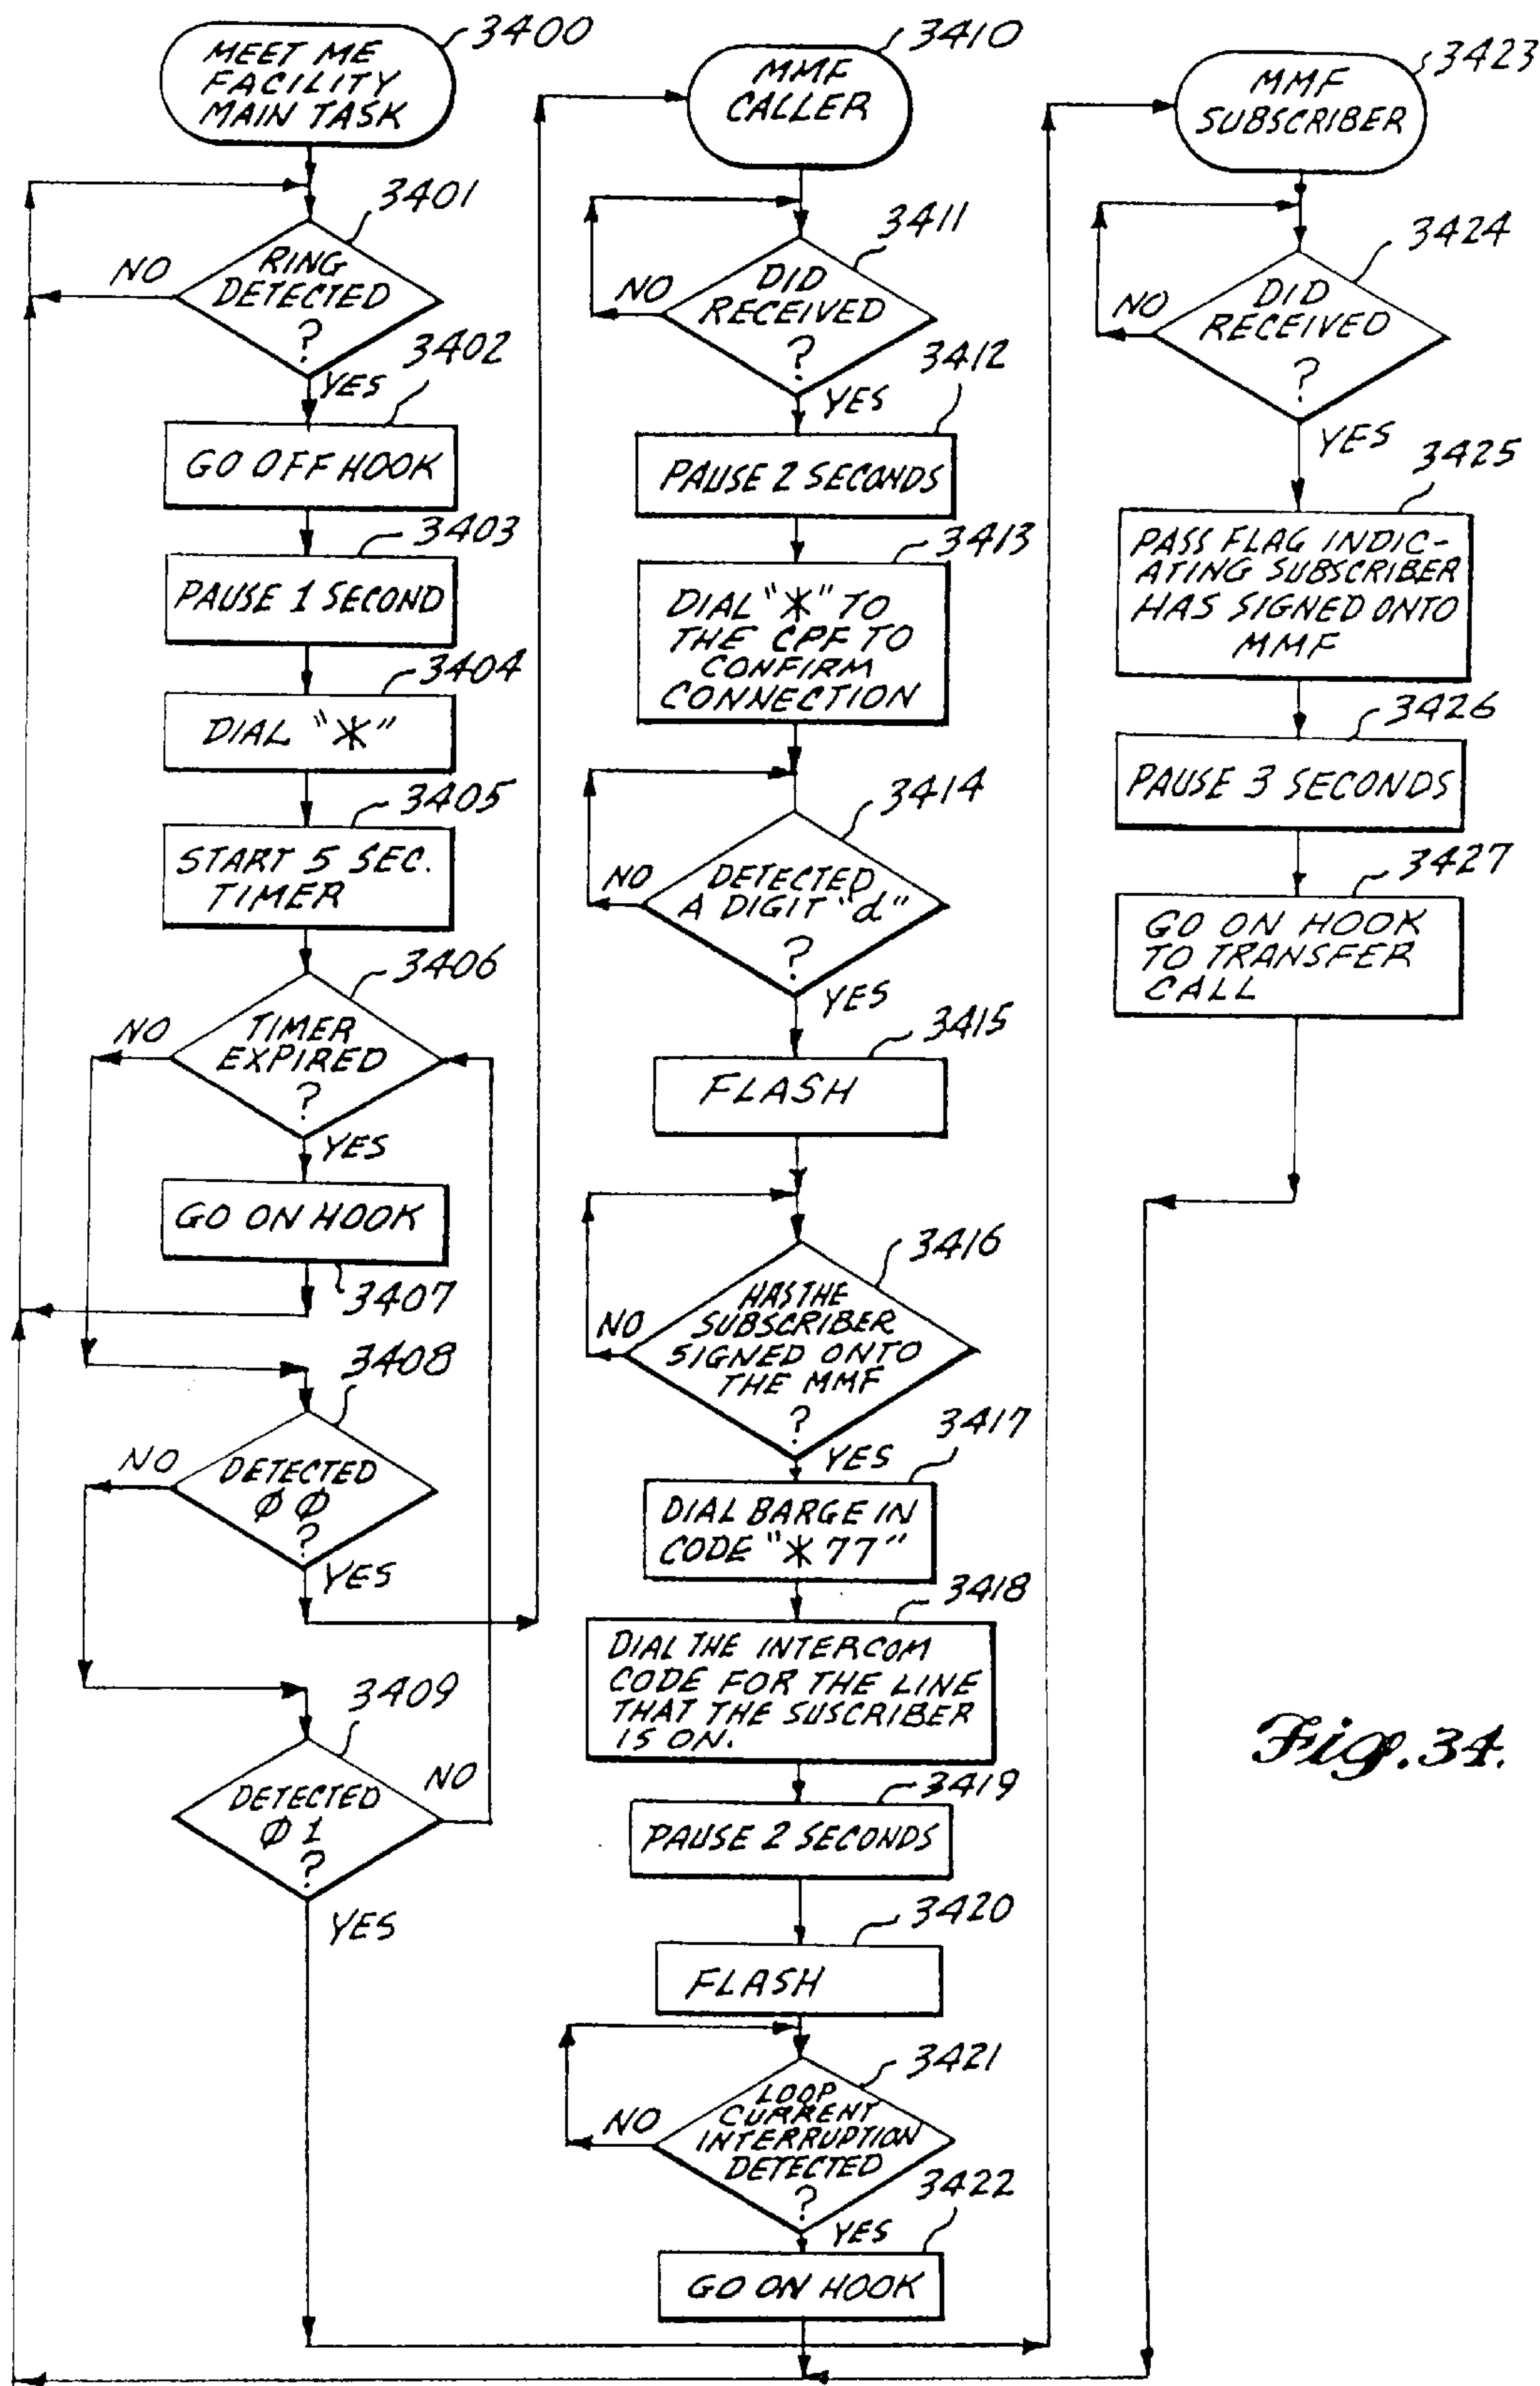 3400
MEET ME
FACILITY
MAIN TASK
3401
RING
DETECTED
?
NO
YES
3402
GO OFF HOOK
3403
PAUSE 1 SECOND
3404
DIAL "*"
3405
START 5 SEC.
TIMER
3406
TIMER
EXPIRED
?
NO
YES
GO ON HOOK
3407
3408
DETECTED
ØØ
?
NO
YES
3409
DETECTED
Ø1
?
NO
YES
3410
MMF
CALLER
3411
DID
RECEIVED
?
NO
YES
3412
PAUSE 2 SECONDS
3413
DIAL "*" TO
THE CPF TO
CONFIRM
CONNECTION
3414
DETECTED
A DIGIT "d"
?
NO
YES
3415
FLASH
3416
HAS THE
SUBSCRIBER
SIGNED ONTO
THE MMF
?
NO
YES
3417
DIAL BARGE IN
CODE "*77"
3418
DIAL THE INTERCOM
CODE FOR THE LINE
THAT THE SUSCRIBER
IS ON.
3419
PAUSE 2 SECONDS
3420
FLASH
3421
LOOP
CURRENT
INTERRUPTION
DETECTED
?
NO
YES
3422
GO ON HOOK
3423
MMF
SUBSCRIBER
3424
DID
RECEIVED
?
NO
YES
3425
PASS FLAG INDIC-
ATING SUBSCRIBER
HAS SIGNED ONTO
MMF
3426
PAUSE 3 SECONDS
3427
GO ON HOOK
TO TRANSFER
CALL
Fig. 34.